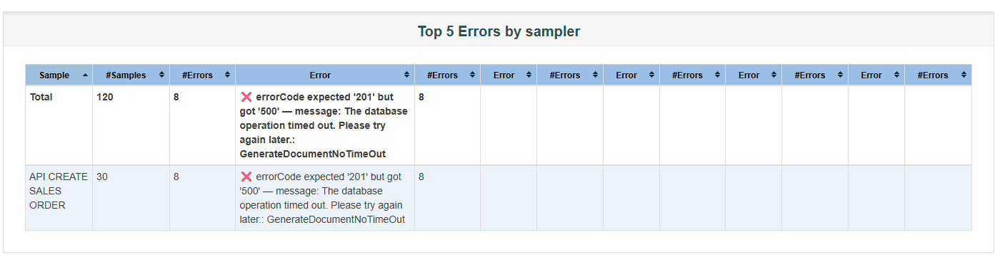 Top 5 Errors by sampler
Sample #Samples #Errors Error #Errors Error #Errors Error #Errors Error #Errors Error #Errors
Total 120 8 ❌ errorCode expected '201' but 8
got '500' — message: The database
operation timed out. Please try
again later.:
GenerateDocumentNoTimeOut
API CREATE 30 8 ❌ errorCode expected '201' but got 8
SALES '500' — message: The database
ORDER operation timed out. Please try again
later.: GenerateDocumentNoTimeOut